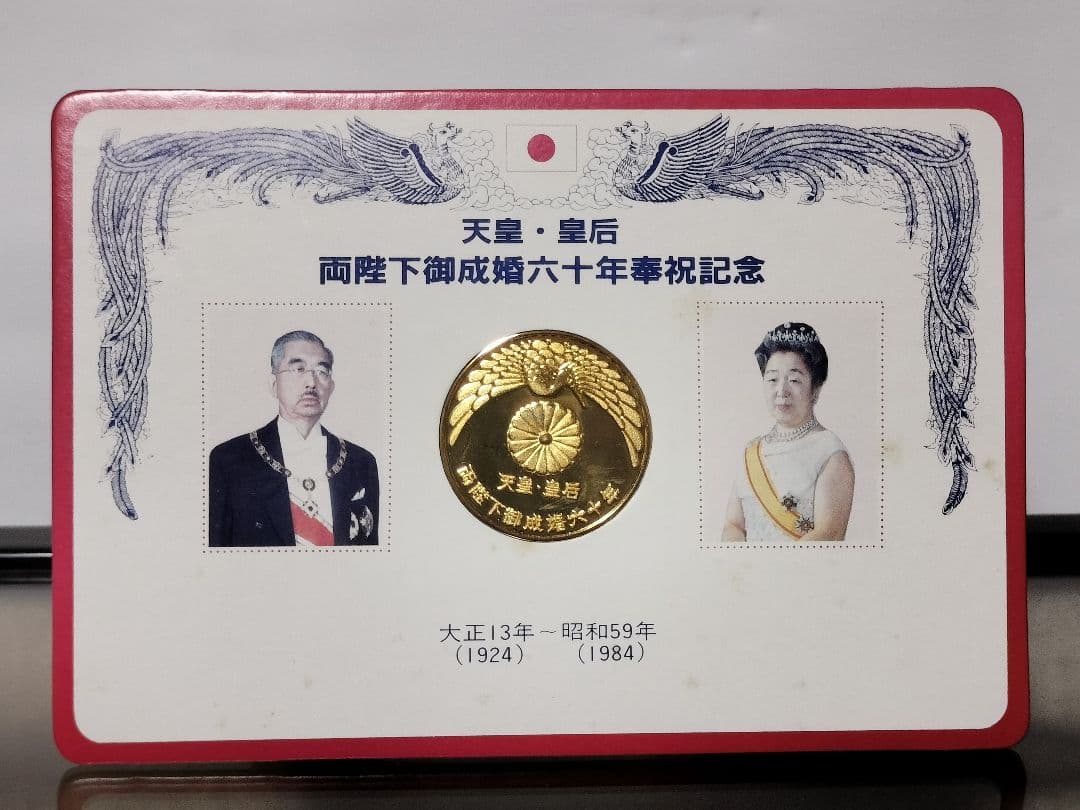 天皇・皇后
両陛下御成婚六十年奉祝記念
天皇・皇后
両陛下御成婚六十年
大正13年～昭和59年
(1924) (1984)